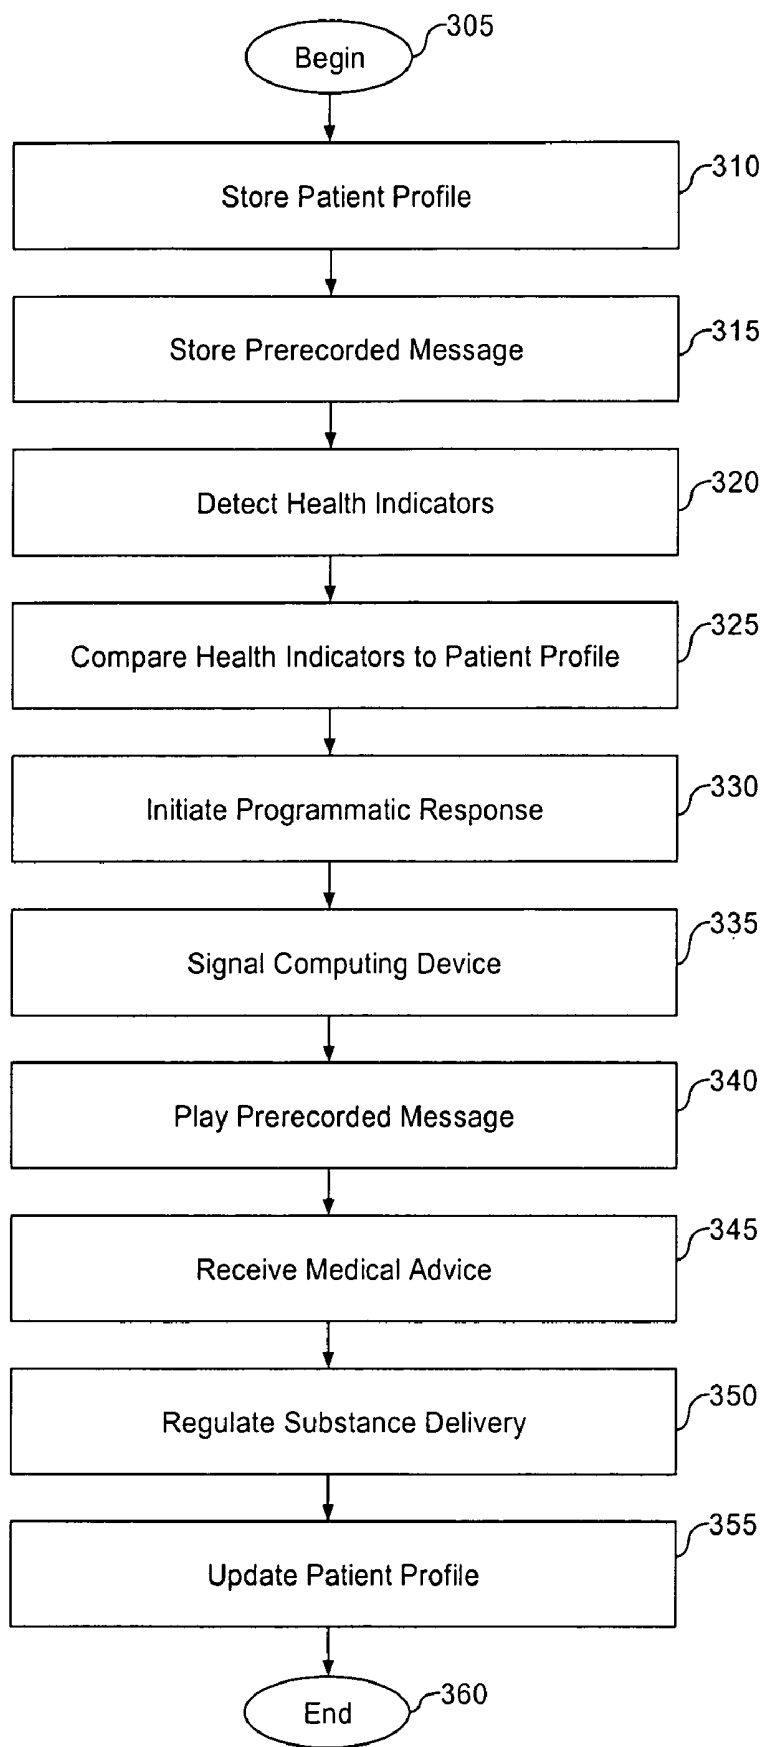 Begin
305
Store Patient Profile
310
Store Prerecorded Message
315
Detect Health Indicators
320
Compare Health Indicators to Patient Profile
325
Initiate Programmatic Response
330
Signal Computing Device
335
Play Prerecorded Message
340
Receive Medical Advice
345
Regulate Substance Delivery
350
Update Patient Profile
355
End
360